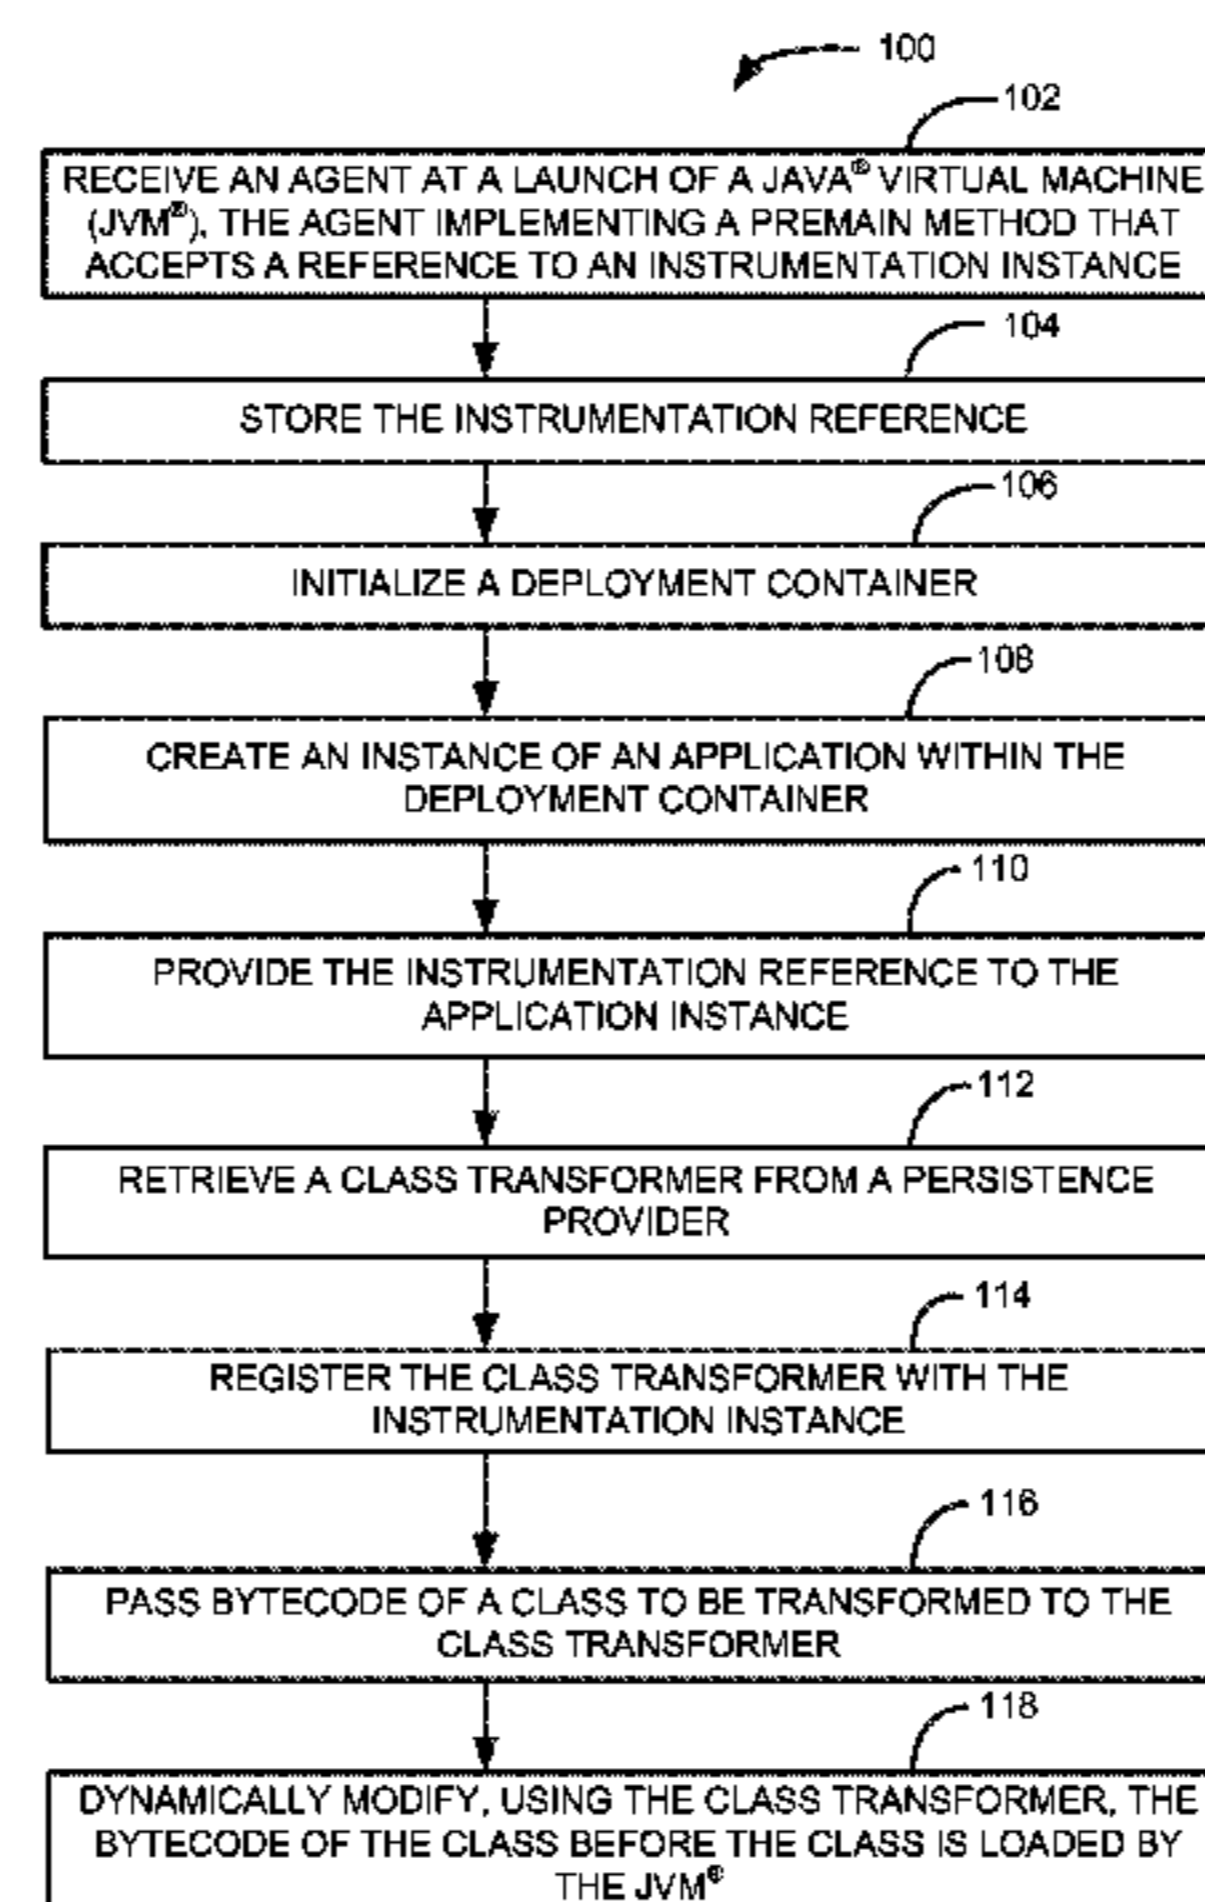 100
102
RECEIVE AN AGENT AT A LAUNCH OF A JAVA® VIRTUAL MACHINE
(JVM®), THE AGENT IMPLEMENTING A PREMAIN METHOD THAT
ACCEPTS A REFERENCE TO AN INSTRUMENTATION INSTANCE
104
STORE THE INSTRUMENTATION REFERENCE
106
INITIALIZE A DEPLOYMENT CONTAINER
108
CREATE AN INSTANCE OF AN APPLICATION WITHIN THE
DEPLOYMENT CONTAINER
110
PROVIDE THE INSTRUMENTATION REFERENCE TO THE
APPLICATION INSTANCE
112
RETRIEVE A CLASS TRANSFORMER FROM A PERSISTENCE
PROVIDER
114
REGISTER THE CLASS TRANSFORMER WITH THE
INSTRUMENTATION INSTANCE
116
PASS BYTECODE OF A CLASS TO BE TRANSFORMED TO THE
CLASS TRANSFORMER
118
DYNAMICALLY MODIFY, USING THE CLASS TRANSFORMER, THE
BYTECODE OF THE CLASS BEFORE THE CLASS IS LOADED BY
THE JVM®